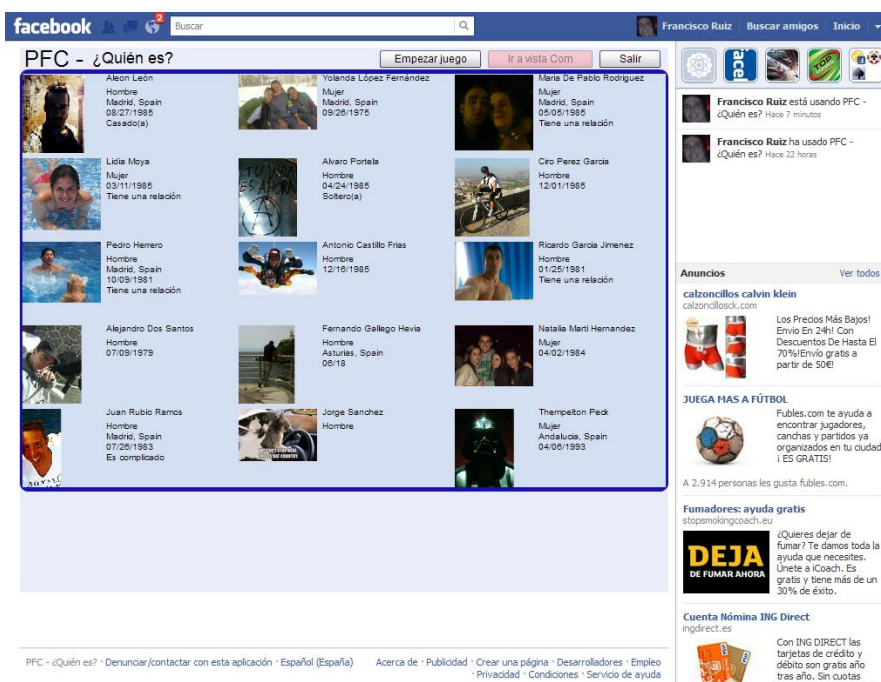 facebook
2
Buscar
Francisco Ruiz
Buscar amigos
Inicio
PFC - ¿Quién es?
Empezar juego
Ir a vista Com
Salir
Aleon León
Hombre
Madrid, Spain
08/27/1985
Casado(a)
Yolanda López Fernández
Mujer
Madrid, Spain
09/26/1975
Maria De Pablo Rodriguez
Mujer
Madrid, Spain
05/05/1985
Tiene una relación
Lidia Moya
Mujer
03/11/1985
Tiene una relación
Alvaro Portela
Hombre
04/24/1985
Soltero(a)
TU VIDA
ES AHORA
Ciro Perez Garcia
Hombre
12/01/1985
Pedro Herrero
Hombre
Madrid, Spain
10/09/1981
Tiene una relación
Antonio Castillo Frias
Hombre
12/16/1985
Ricardo Garcia Jimenez
Hombre
01/25/1981
Tiene una relación
Alejandro Dos Santos
Hombre
07/09/1979
Fernando Gallego Hevia
Hombre
Asturias, Spain
06/18
Natalia Marti Hernandez
Mujer
04/02/1984
Juan Rubio Ramos
Hombre
Madrid, Spain
07/26/1983
Es complicado
Jorge Sanchez
Hombre
Thempelton Peck
Mujer
Andalucia, Spain
04/06/1993
ace
TOP
Francisco Ruiz está usando PFC -
¿Quién es? Hace 7 minutos
Francisco Ruiz ha usado PFC -
¿Quién es? Hace 22 horas
Anuncios
Ver todos
calzoncillos calvin klein
calzoncillosck.com
Los Precios Más Bajos!
Envio En 24h! Con
Descuentos De Hasta El
70%!Envío gratis a
partir de 50€!
JUEGA MAS A FÚTBOL
Fubles.com te ayuda a
encontrar jugadores,
canchas y partidos ya
organizados en tu ciudad
¡ ES GRATIS!
A 2.914 personas les gusta fubles.com.
Fumadores: ayuda gratis
stopsmokingcoach.eu
DEJA
DE FUMAR AHORA
¿Quieres dejar de
fumar? Te damos toda la
ayuda que necesites.
Únete a iCoach. Es
gratis y tiene más de un
30% de éxito.
Cuenta Nómina ING Direct
ingdirect.es
Con ING DIRECT las
tarjetas de crédito y
débito son gratis año
tras año. Sin cuotas
PFC - ¿Quién es? · Denunciar/contactar con esta aplicación · Español (España)
Acerca de · Publicidad · Crear una página · Desarrolladores · Empleo
· Privacidad · Condiciones · Servicio de ayuda